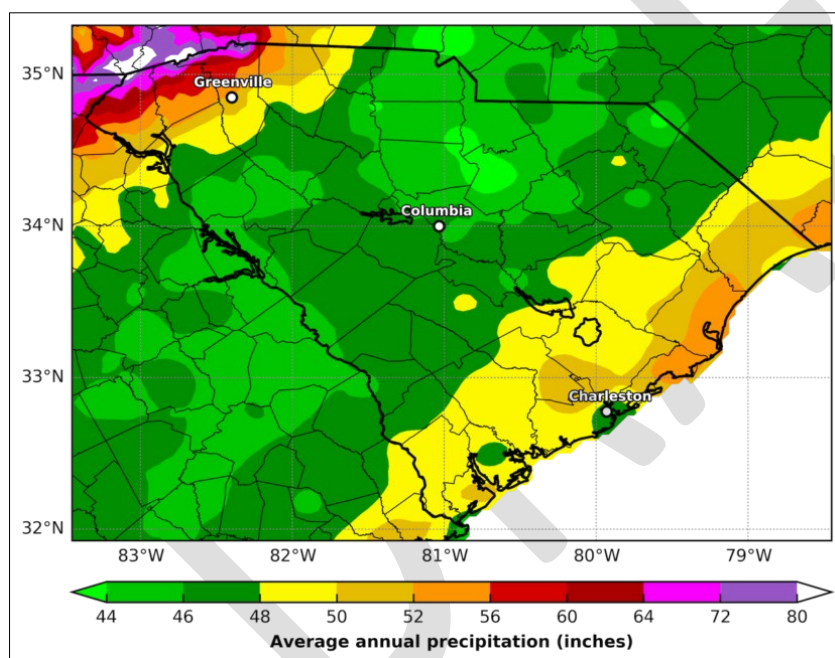 35°N
Greenville
34°N
Columbia
33°N
Charleston
32°N
83°W 82°W 81°W 80°W 79°W
44 46 48 50 52 56 60 64 72 80
Average annual precipitation (inches)